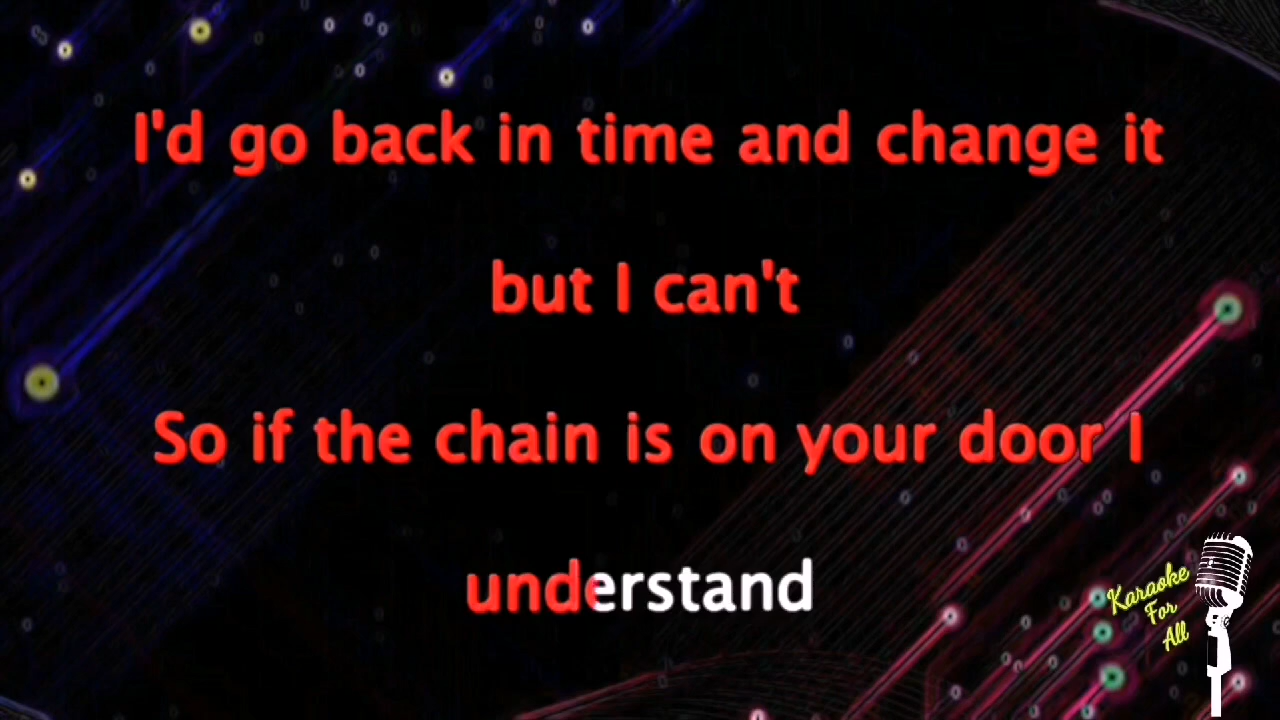 I'd go back in time and change it
but I can't
So if the chain is on your door I
understand
Karaoke
For
All